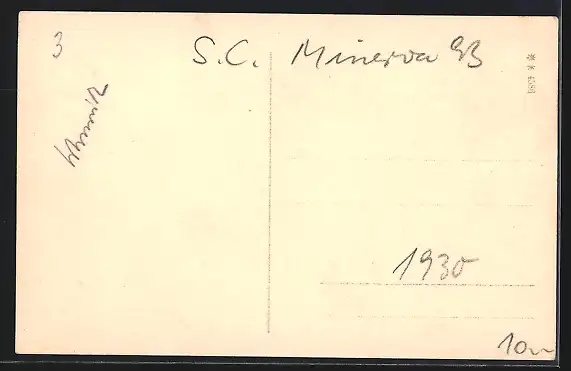 3
S.C. Minerva 93
1930
10,-